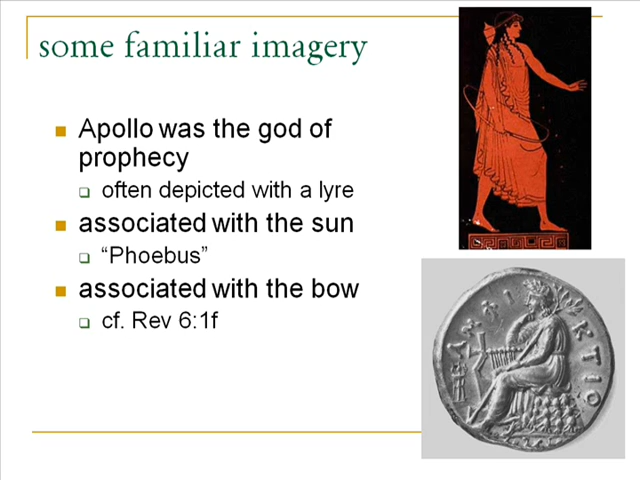 some familiar imagery
Apollo was the god of
prophecy
often depicted with a lyre
associated with the sun
“Phoebus”
associated with the bow
cf. Rev 6:1f